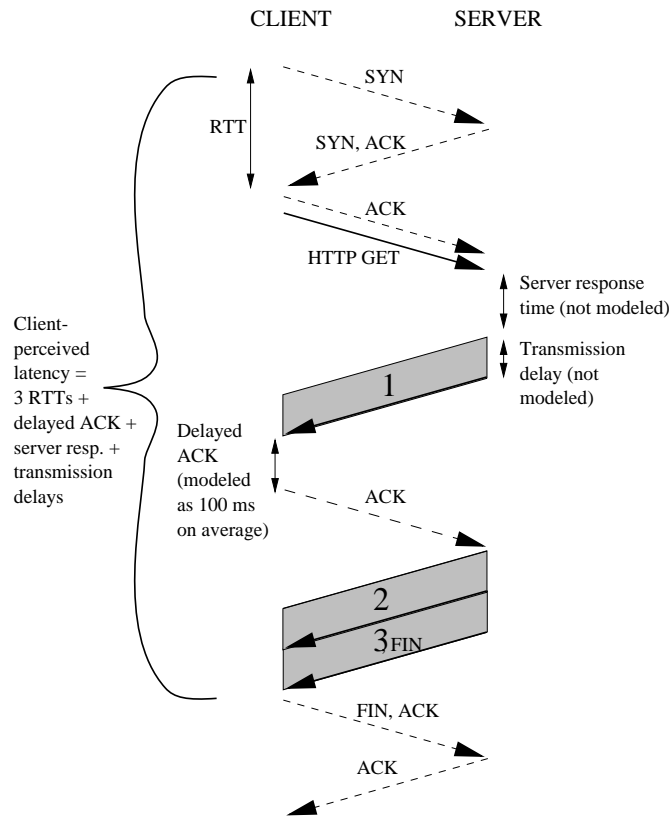 CLIENT
SERVER
SYN
RTT
SYN, ACK
ACK
HTTP GET
Server response
time (not modeled)
Transmission
delay (not
modeled)
1
Client-
perceived
latency =
3 RTTs +
delayed ACK +
server resp. +
transmission
delays
Delayed
ACK
(modeled
as 100 ms
on average)
ACK
2
3, FIN
FIN, ACK
ACK